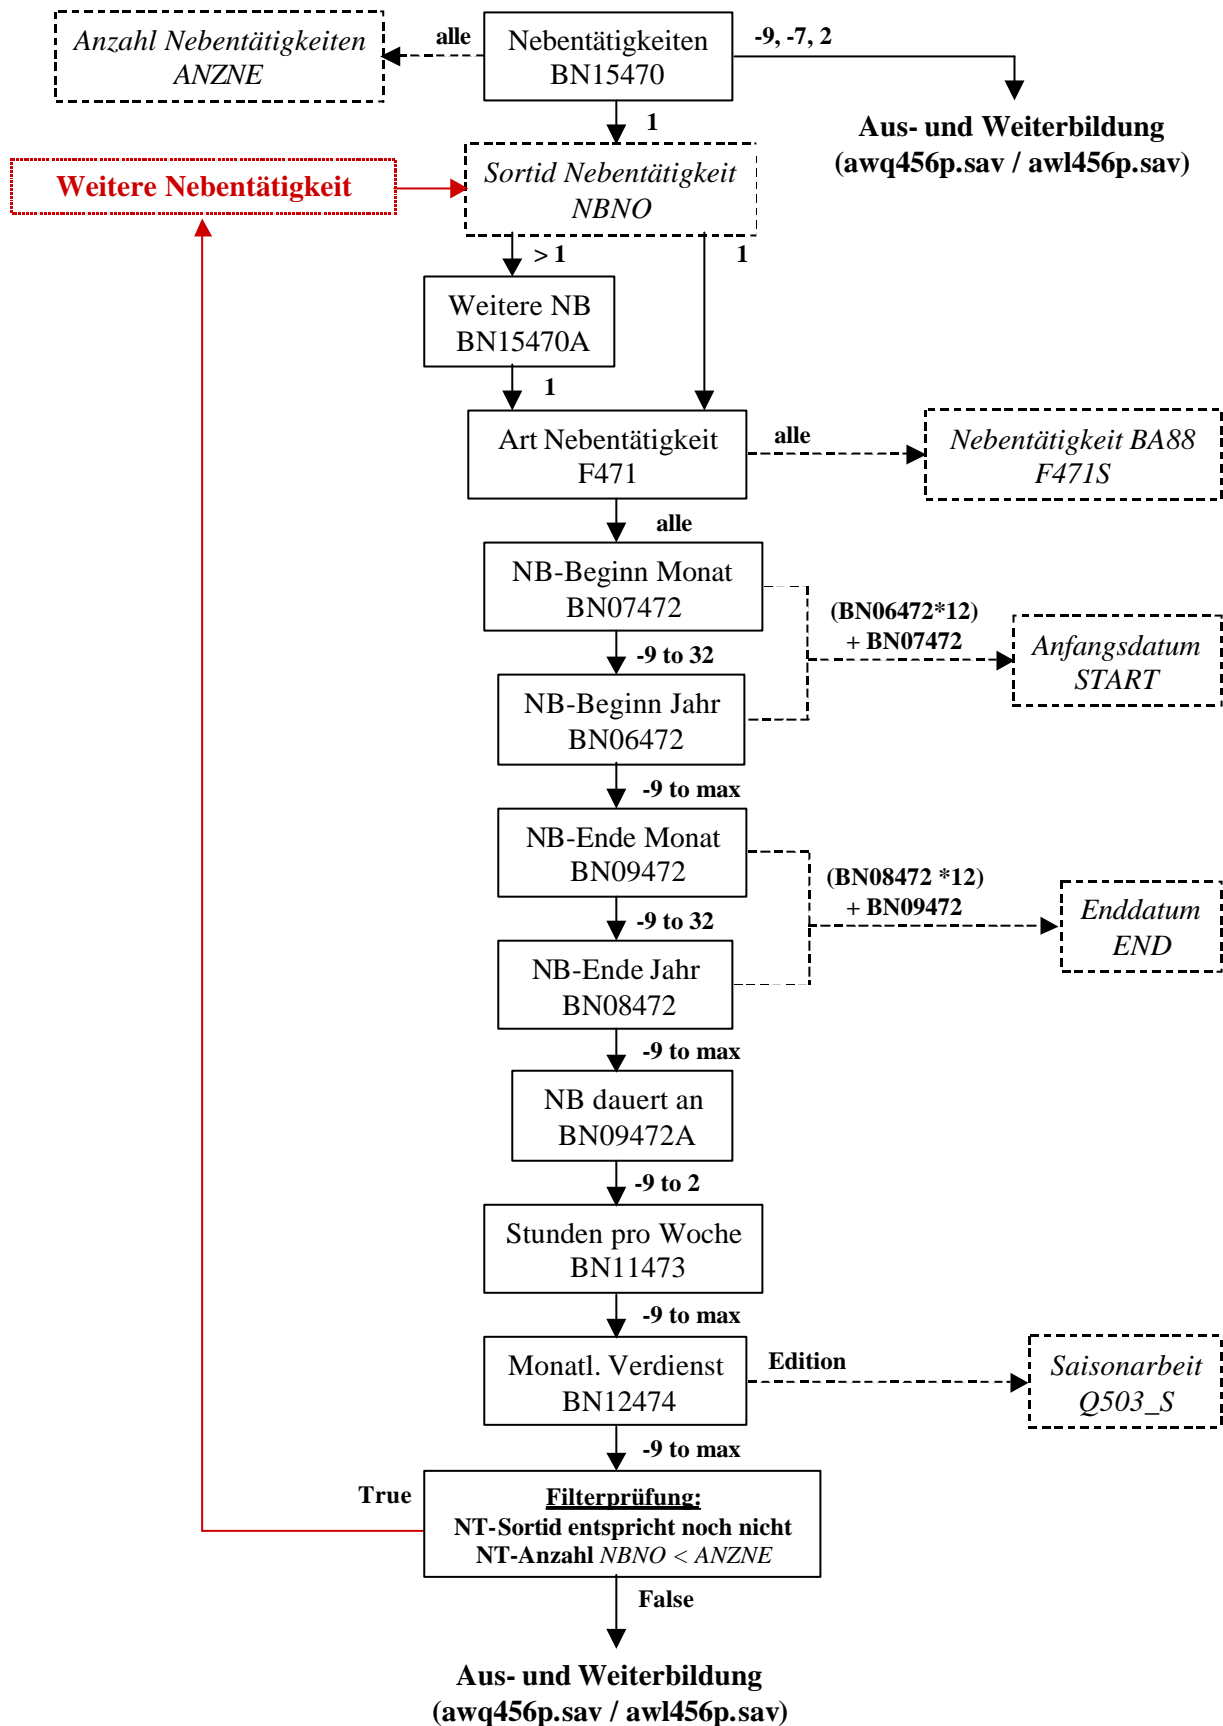 Anzahl Nebentätigkeiten
ANZNE
alle
Nebentätigkeiten
BN15470
-9, -7, 2
Aus- und Weiterbildung
(awq456p.sav / awl456p.sav)
1
Weitere Nebentätigkeit
Sortid Nebentätigkeit
NBNO
> 1
1
Weitere NB
BN15470A
1
Art Nebentätigkeit
F471
alle
Nebentätigkeit BA88
F471S
alle
NB-Beginn Monat
BN07472
(BN06472*12)
+ BN07472
Anfangsdatum
START
-9 to 32
NB-Beginn Jahr
BN06472
-9 to max
NB-Ende Monat
BN09472
(BN08472 *12)
+ BN09472
Enddatum
END
-9 to 32
NB-Ende Jahr
BN08472
-9 to max
NB dauert an
BN09472A
-9 to 2
Stunden pro Woche
BN11473
-9 to max
Monatl. Verdienst
BN12474
Edition
Saisonarbeit
Q503_S
-9 to max
True
Filterprüfung:
NT-Sortid entspricht noch nicht
NT-Anzahl NBNO < ANZNE
False
Aus- und Weiterbildung
(awq456p.sav / awl456p.sav)